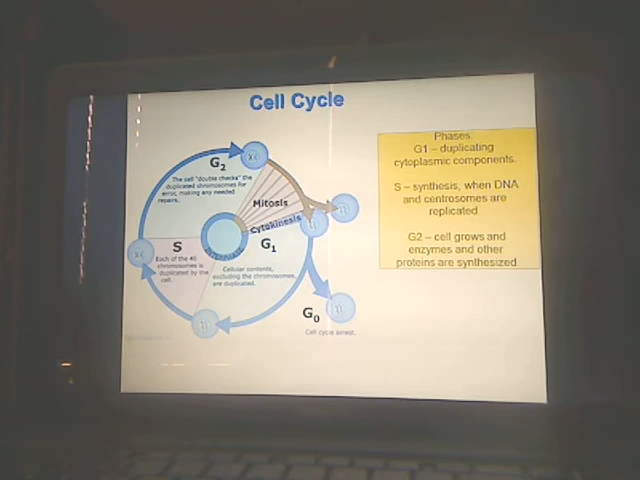 Cell Cycle
Phases:
G1 – duplicating
cytoplasmic components.
S – synthesis, when DNA
and centrosomes are
replicated.
G2 – cell grows and
enzymes and other
proteins are synthesized
G2
The cell "double checks" the
duplicated chromosomes for
error, making any needed
repairs.
Mitosis
Cytokinesis
S
Each of the 46
chromosomes is
duplicated by the
cell.
G1
Cellular contents,
excluding the chromosomes,
are duplicated.
G0
Cell cycle arrest.